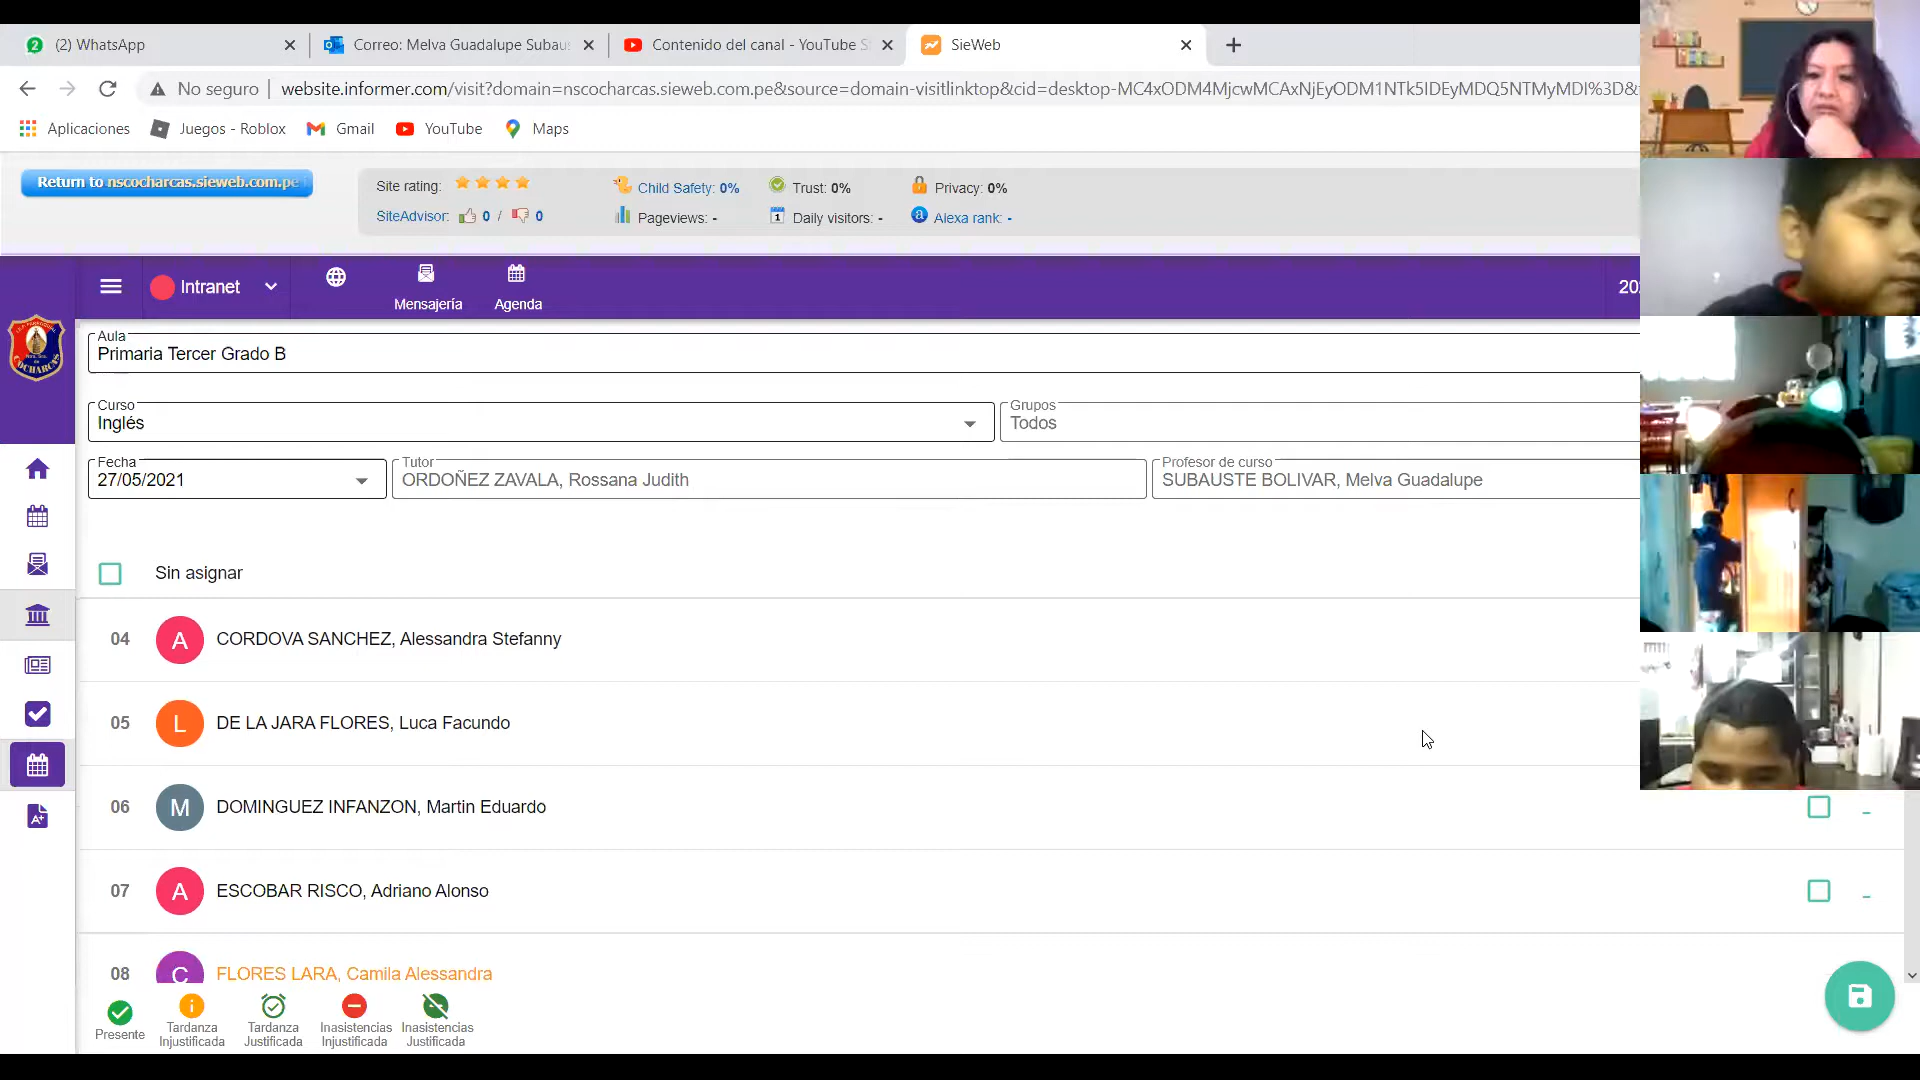 (2) WhatsApp
Correo: Melva Guadalupe Subau
Contenido del canal - YouTube S
SieWeb
No seguro
website.informer.com/visit?domain=nscocharcas.sieweb.com.pe&source=domain-visitlinktop&cid=desktop-MC4xODM4MjcwMCAxNjEyODM1NTk5IDEyMDQ5NTMyMDI%3D&
Aplicaciones
Juegos - Roblox
Gmail
YouTube
Maps
Return to nscocharcas.sieweb.com.pe
Site rating:
Child Safety: 0%
Trust: 0%
Privacy: 0%
SiteAdvisor: 0 / 0
Pageviews: -
Daily visitors: -
Alexa rank: -
Intranet
Mensajería
Agenda
202
COCHARCAS
Aula
Primaria Tercer Grado B
Curso
Inglés
Grupos
Todos
Fecha
27/05/2021
Tutor
ORDOÑEZ ZAVALA, Rossana Judith
Profesor de curso
SUBAUSTE BOLIVAR, Melva Guadalupe
Sin asignar
04 A CORDOVA SANCHEZ, Alessandra Stefanny
05 L DE LA JARA FLORES, Luca Facundo
06 M DOMINGUEZ INFANZON, Martin Eduardo -
07 A ESCOBAR RISCO, Adriano Alonso -
08 C FLORES LARA, Camila Alessandra
Presente
Tardanza
Injustificada
Tardanza
Justificada
Inasistencias
Injustificada
Inasistencias
Justificada